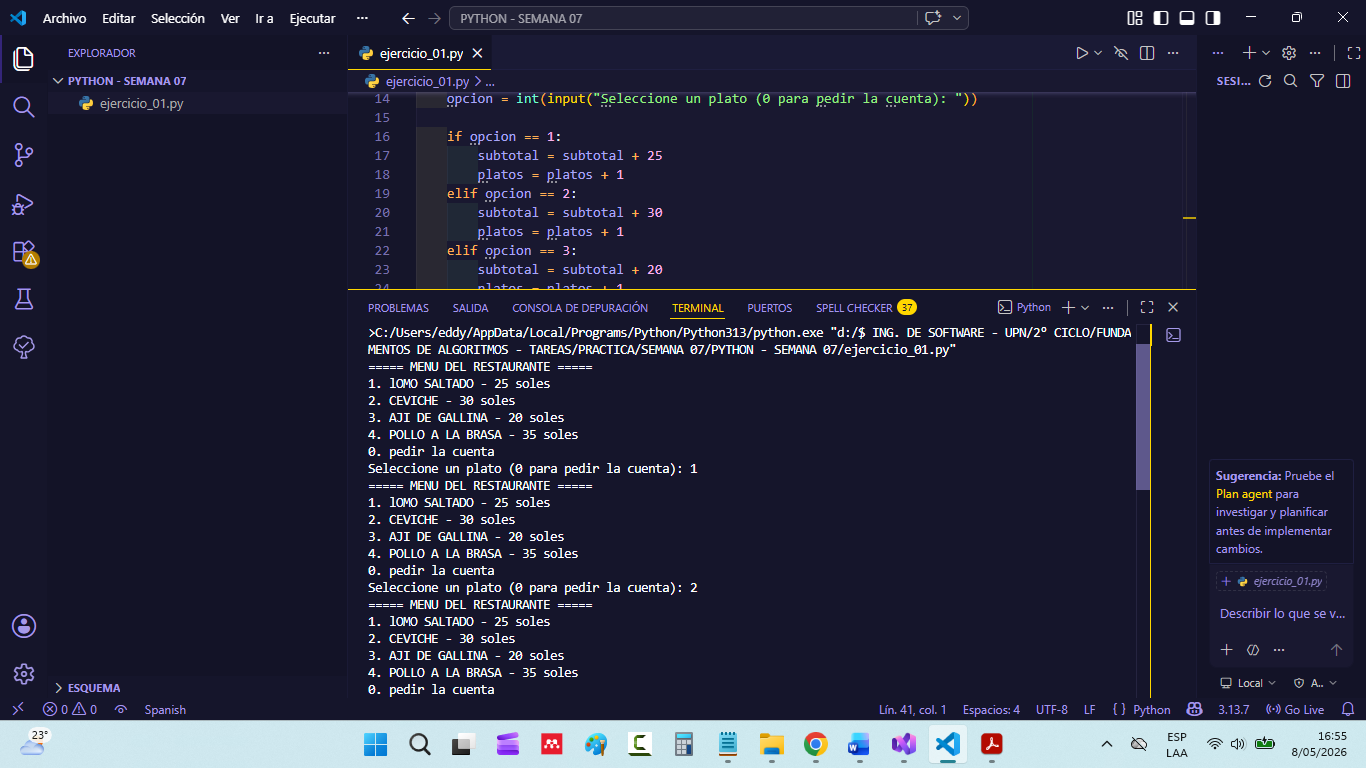 Archivo Editar Selección Ver Ir a Ejecutar ··· PYTHON - SEMANA 07
EXPLORADOR ···
PYTHON - SEMANA 07
ejercicio_01.py
ESQUEMA
ejercicio_01.py
ejercicio_01.py > ...
14 opcion = int(input("Seleccione un plato (0 para pedir la cuenta): "))
15
16 if opcion == 1:
17 subtotal = subtotal + 25
18 platos = platos + 1
19 elif opcion == 2:
20 subtotal = subtotal + 30
21 platos = platos + 1
22 elif opcion == 3:
23 subtotal = subtotal + 20
24 platos = platos + 1
PROBLEMAS SALIDA CONSOLA DE DEPURACIÓN TERMINAL PUERTOS SPELL CHECKER 37 Python
>C:/Users/eddy/AppData/Local/Programs/Python/Python313/python.exe "d:/$ ING. DE SOFTWARE - UPN/2º CICLO/FUNDA
MENTOS DE ALGORITMOS - TAREAS/PRACTICA/SEMANA 07/PYTHON - SEMANA 07/ejercicio_01.py"
===== MENU DEL RESTAURANTE =====
1. lOMO SALTADO - 25 soles
2. CEVICHE - 30 soles
3. AJI DE GALLINA - 20 soles
4. POLLO A LA BRASA - 35 soles
0. pedir la cuenta
Seleccione un plato (0 para pedir la cuenta): 1
===== MENU DEL RESTAURANTE =====
1. lOMO SALTADO - 25 soles
2. CEVICHE - 30 soles
3. AJI DE GALLINA - 20 soles
4. POLLO A LA BRASA - 35 soles
0. pedir la cuenta
Seleccione un plato (0 para pedir la cuenta): 2
===== MENU DEL RESTAURANTE =====
1. lOMO SALTADO - 25 soles
2. CEVICHE - 30 soles
3. AJI DE GALLINA - 20 soles
4. POLLO A LA BRASA - 35 soles
0. pedir la cuenta
SESI...
Sugerencia: Pruebe el
Plan agent para
investigar y planificar
antes de implementar
cambios.
ejercicio_01.py
Describir lo que se v...
Local A..
0 0 Spanish Lín. 41, col. 1 Espacios: 4 UTF-8 LF { } Python 3.13.7 Go Live
23° ESP
LAA
16:55
8/05/2026